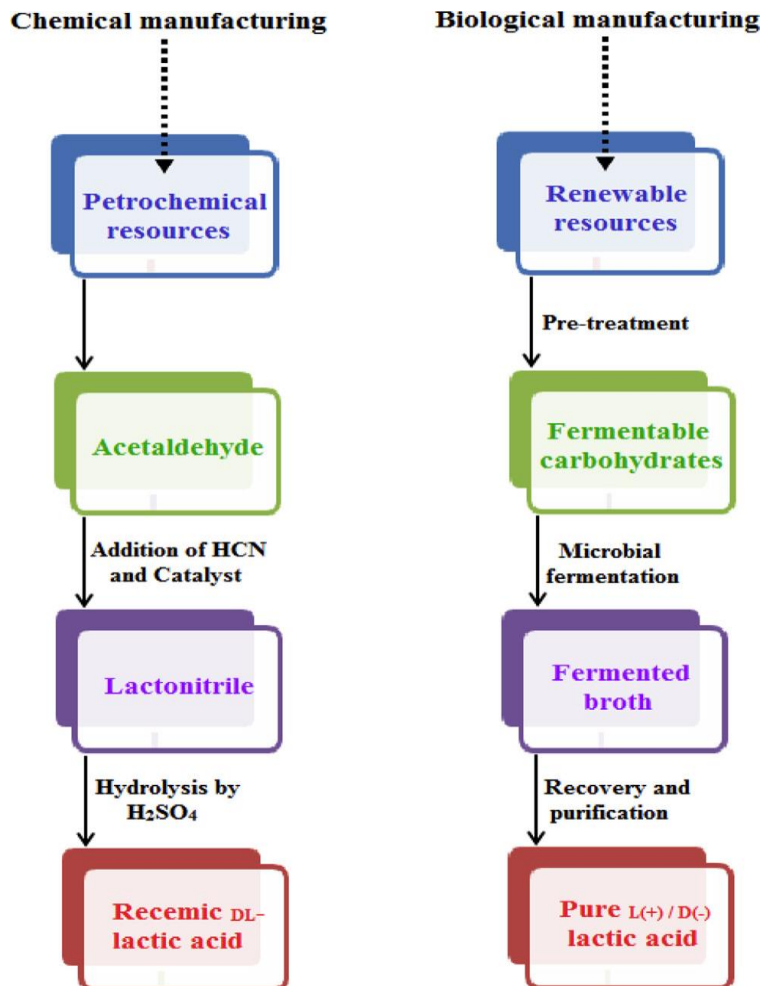 Chemical manufacturing
Petrochemical
resources
Acetaldehyde
Addition of HCN
and Catalyst
Lactonitrile
Hydrolysis by
H₂SO₄
Recemic DL-
lactic acid
Biological manufacturing
Renewable
resources
Pre-treatment
Fermentable
carbohydrates
Microbial
fermentation
Fermented
broth
Recovery and
purification
Pure L(+) / D(-)
lactic acid